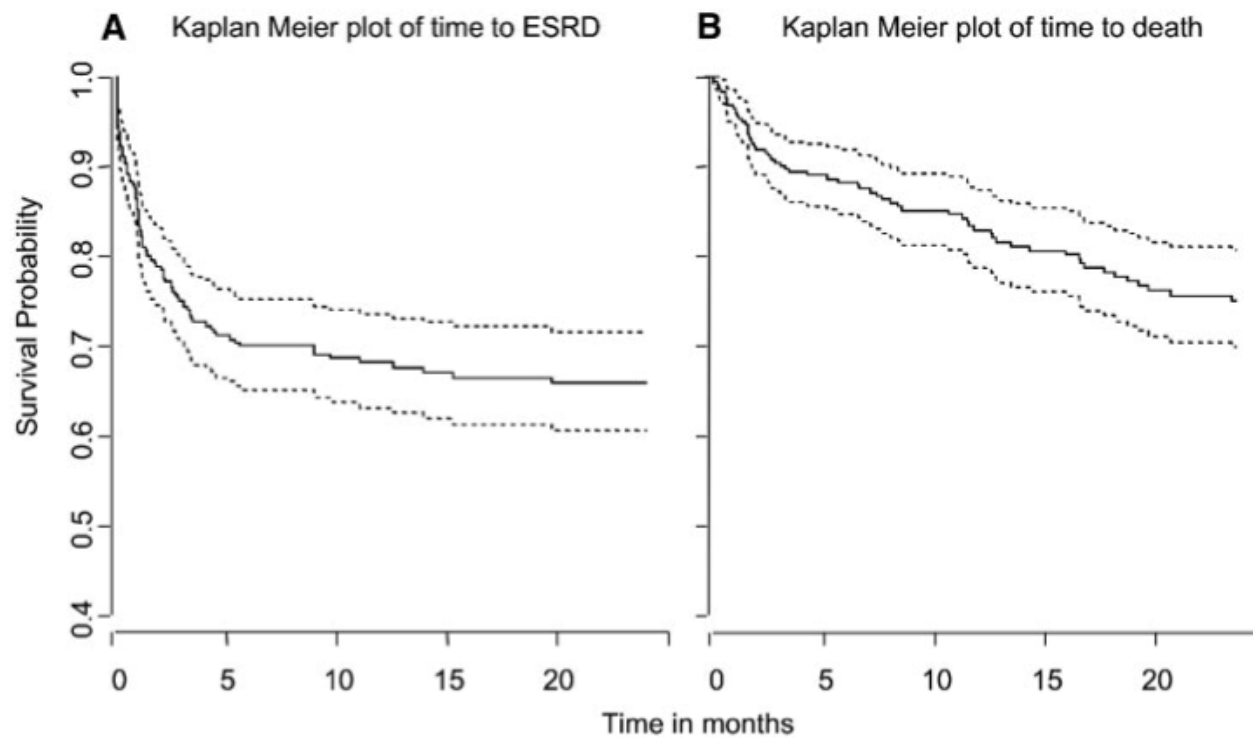 A Kaplan Meier plot of time to ESRD
B Kaplan Meier plot of time to death
Survival Probability
1.0
0.9
0.8
0.7
0.6
0.5
0.4
0 5 10 15 20
0 5 10 15 20
Time in months